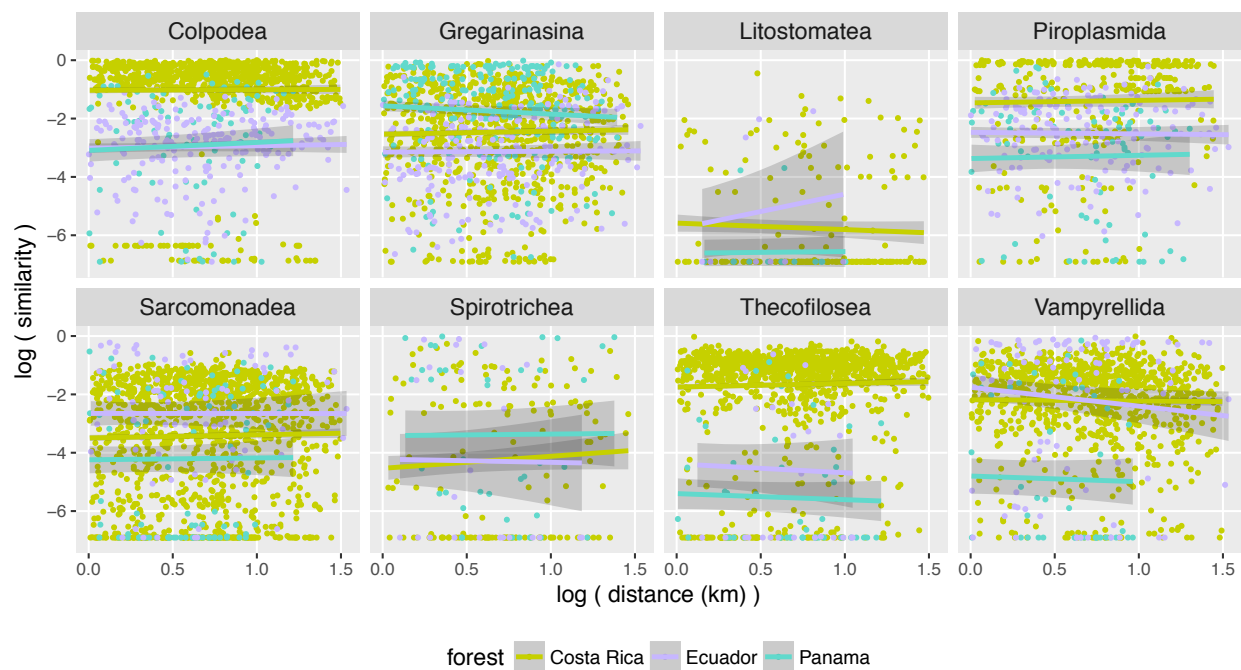 Colpodea Gregarinasina Litostomatea Piroplasmida
0
−2
−4
−6
Sarcomonadea Spirotrichea Thecofilosea Vampyrellida
0
−2
−4
−6
log ( similarity )
0.0 0.5 1.0 1.5 0.0 0.5 1.0 1.5 0.0 0.5 1.0 1.5 0.0 0.5 1.0 1.5
log ( distance (km) )
forest Costa Rica Ecuador Panama